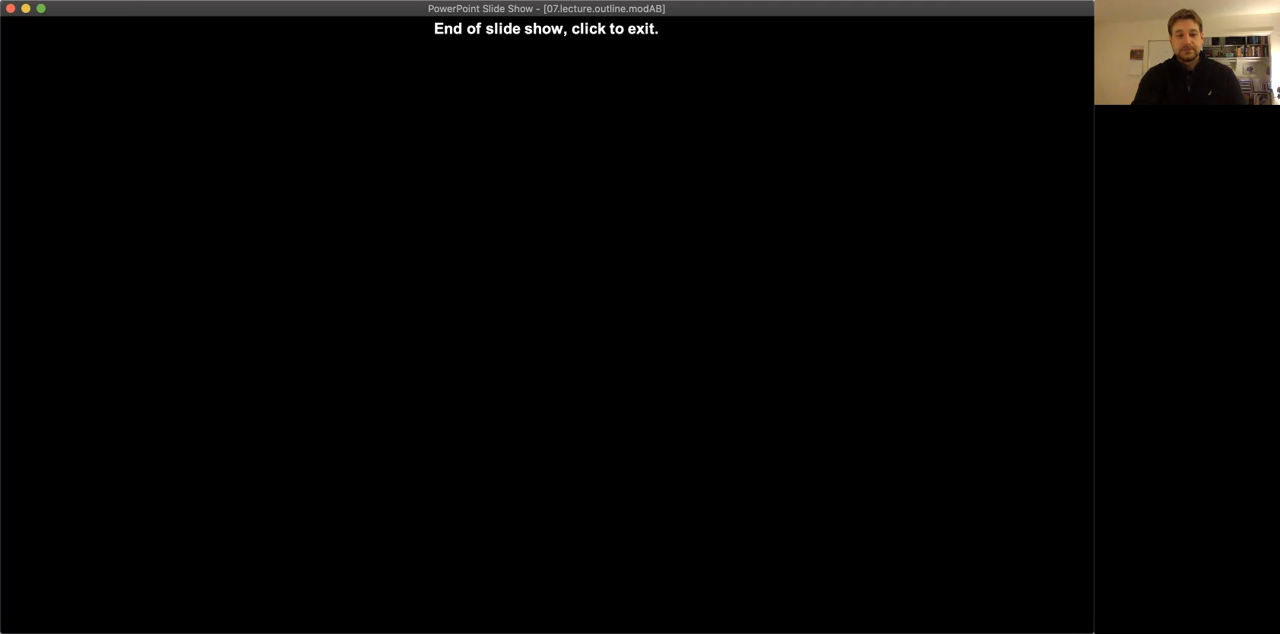 PowerPoint Slide Show - [07.lecture.outline.modAB]
End of slide show, click to exit.